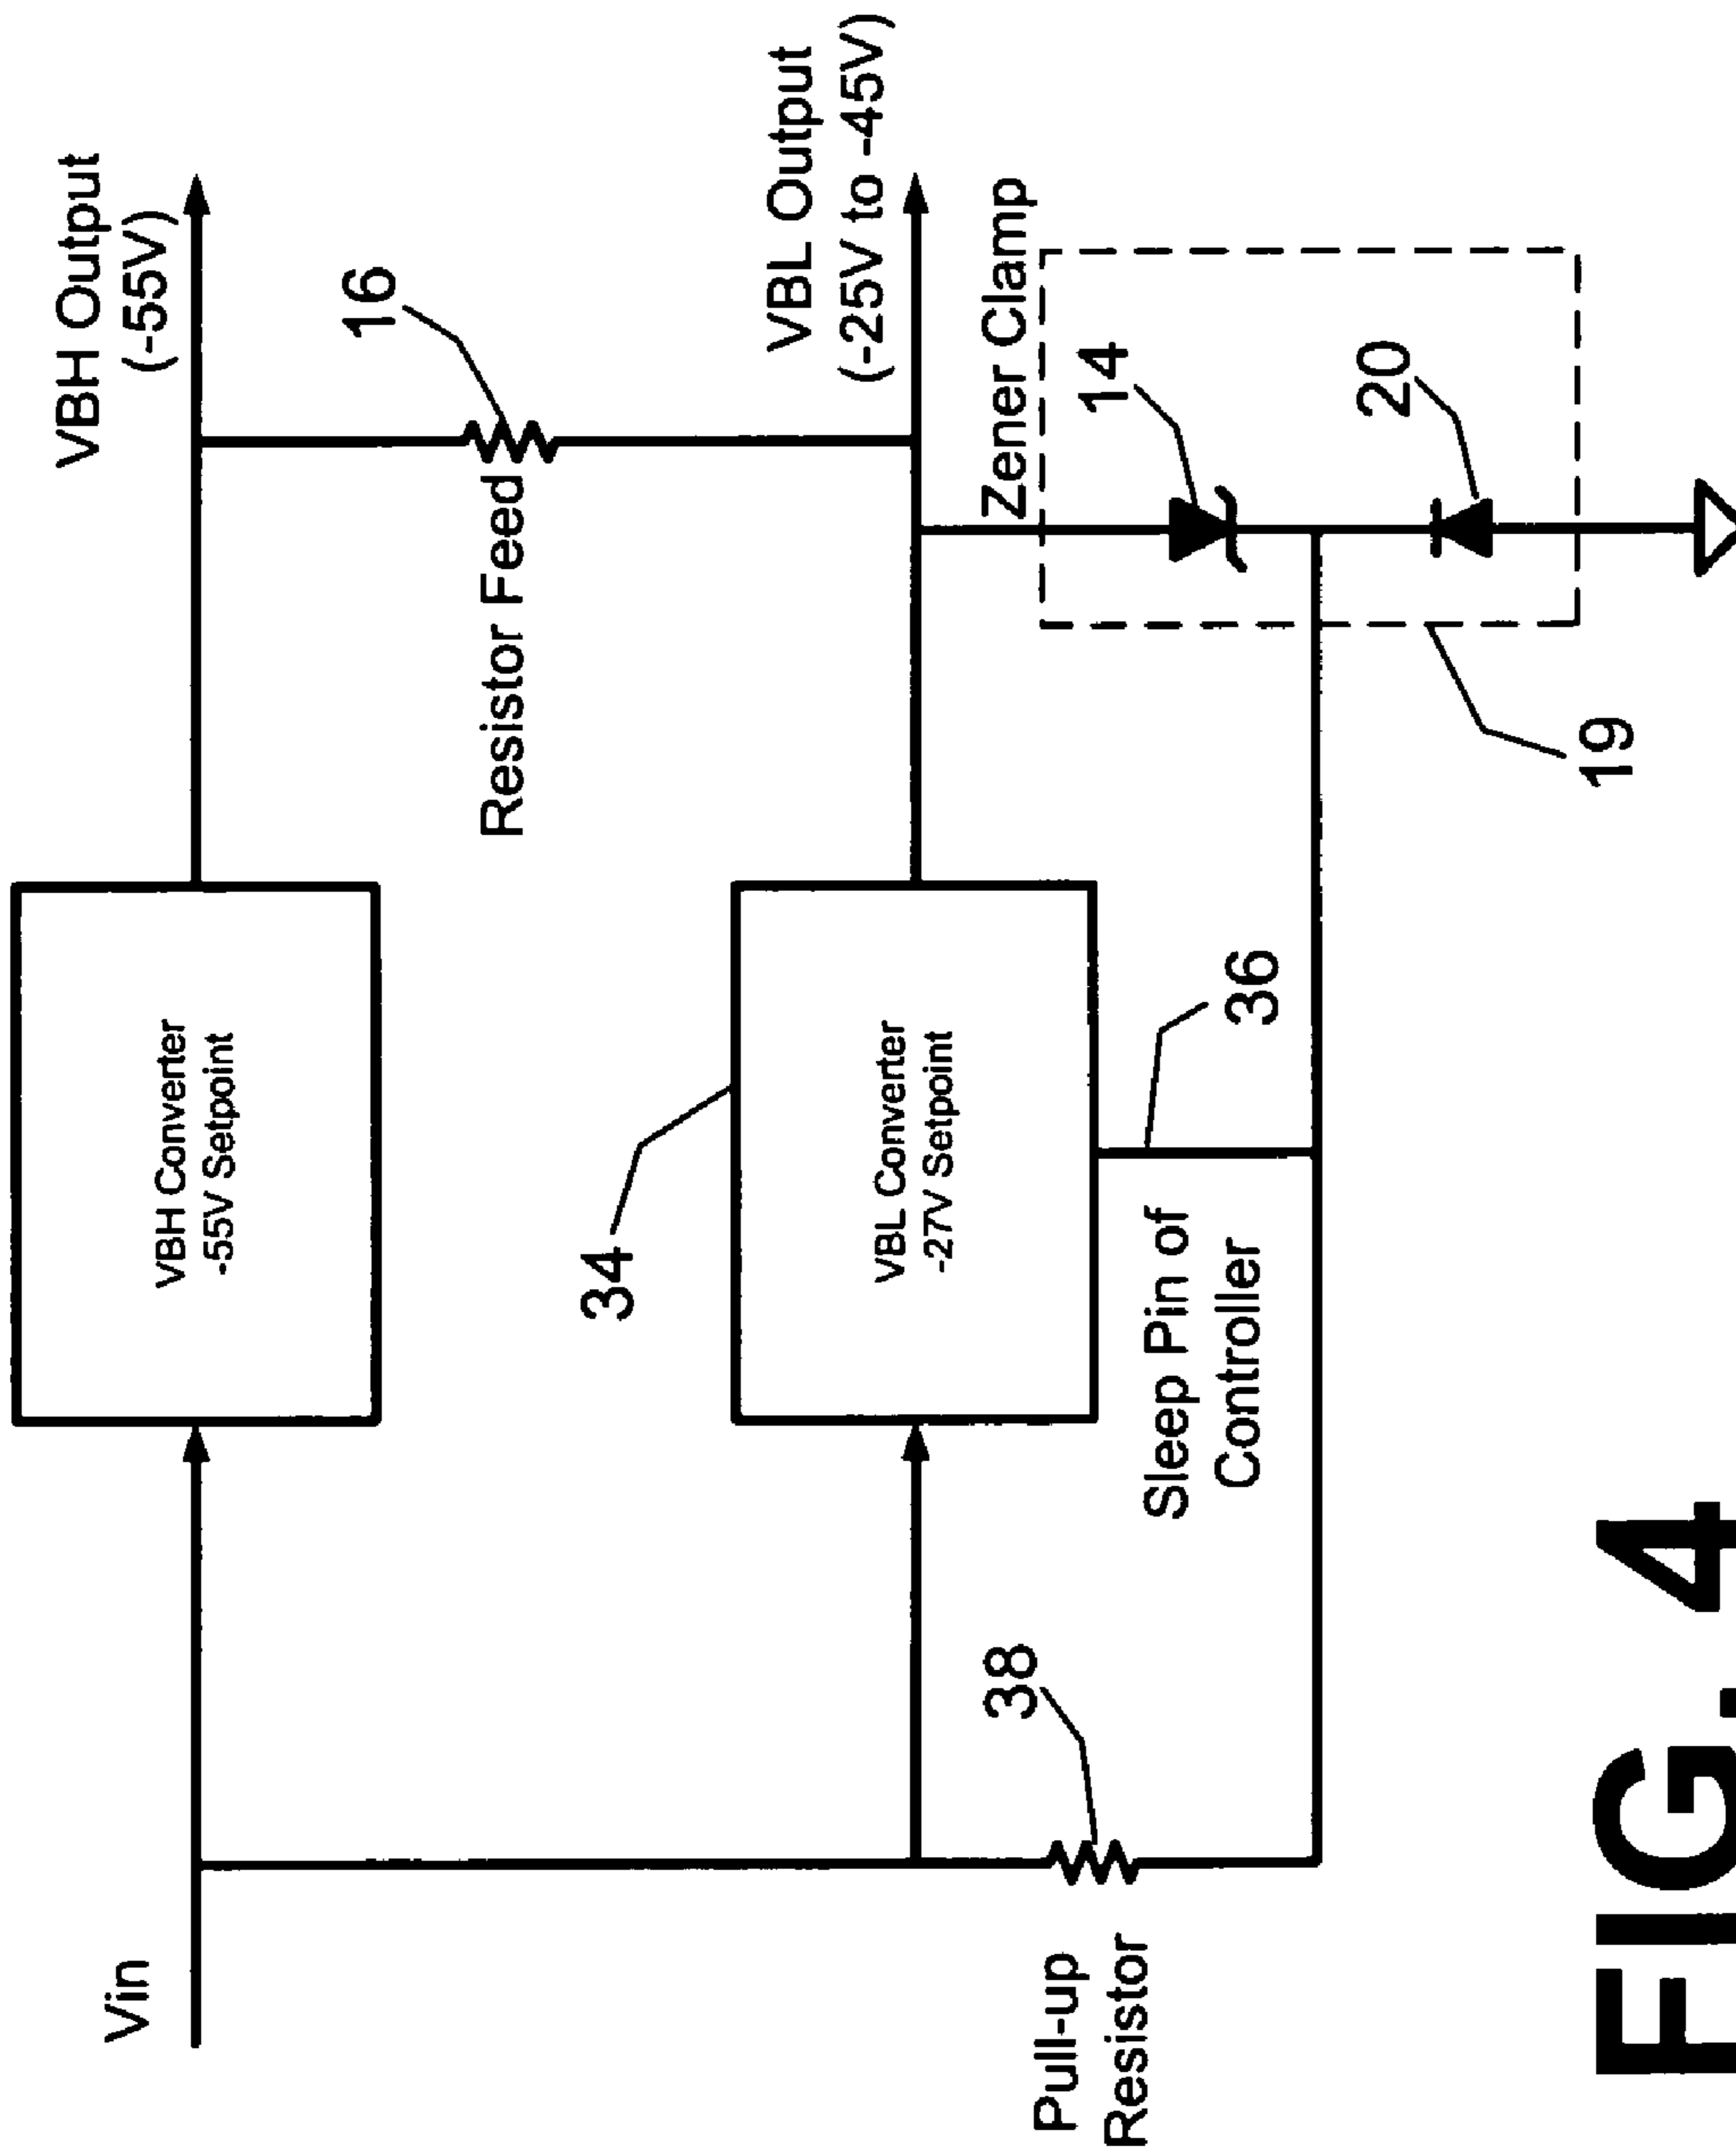 Vin
VBH Converter
-55V Setpoint
VBH Output
(-55V)
16
Resistor Feed
34
VBL Converter
-27V Setpoint
VBL Output
(-25V to -45V)
Pull-up
Resistor
38
Sleep Pin of
Controller
36
Zener Clamp
14
20
19
FIG. 4